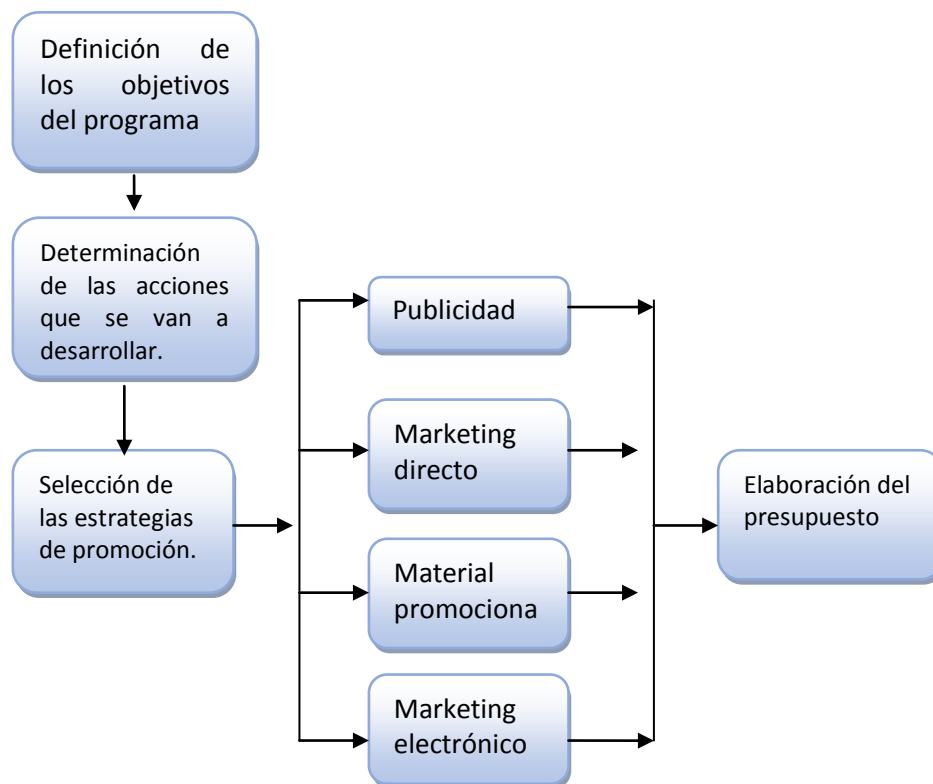 Definición de
los objetivos
del programa
Determinación
de las acciones
que se van a
desarrollar.
Selección de
las estrategias
de promoción.
Publicidad
Marketing
directo
Material
promociona
Marketing
electrónico
Elaboración del
presupuesto